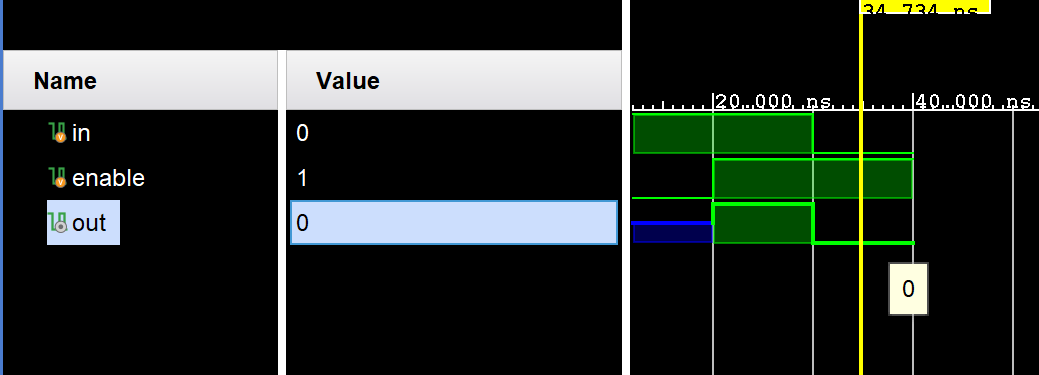 34.734 ns
Name
Value
20.000 ns
40.000 ns
in
0
enable
1
out
0
0